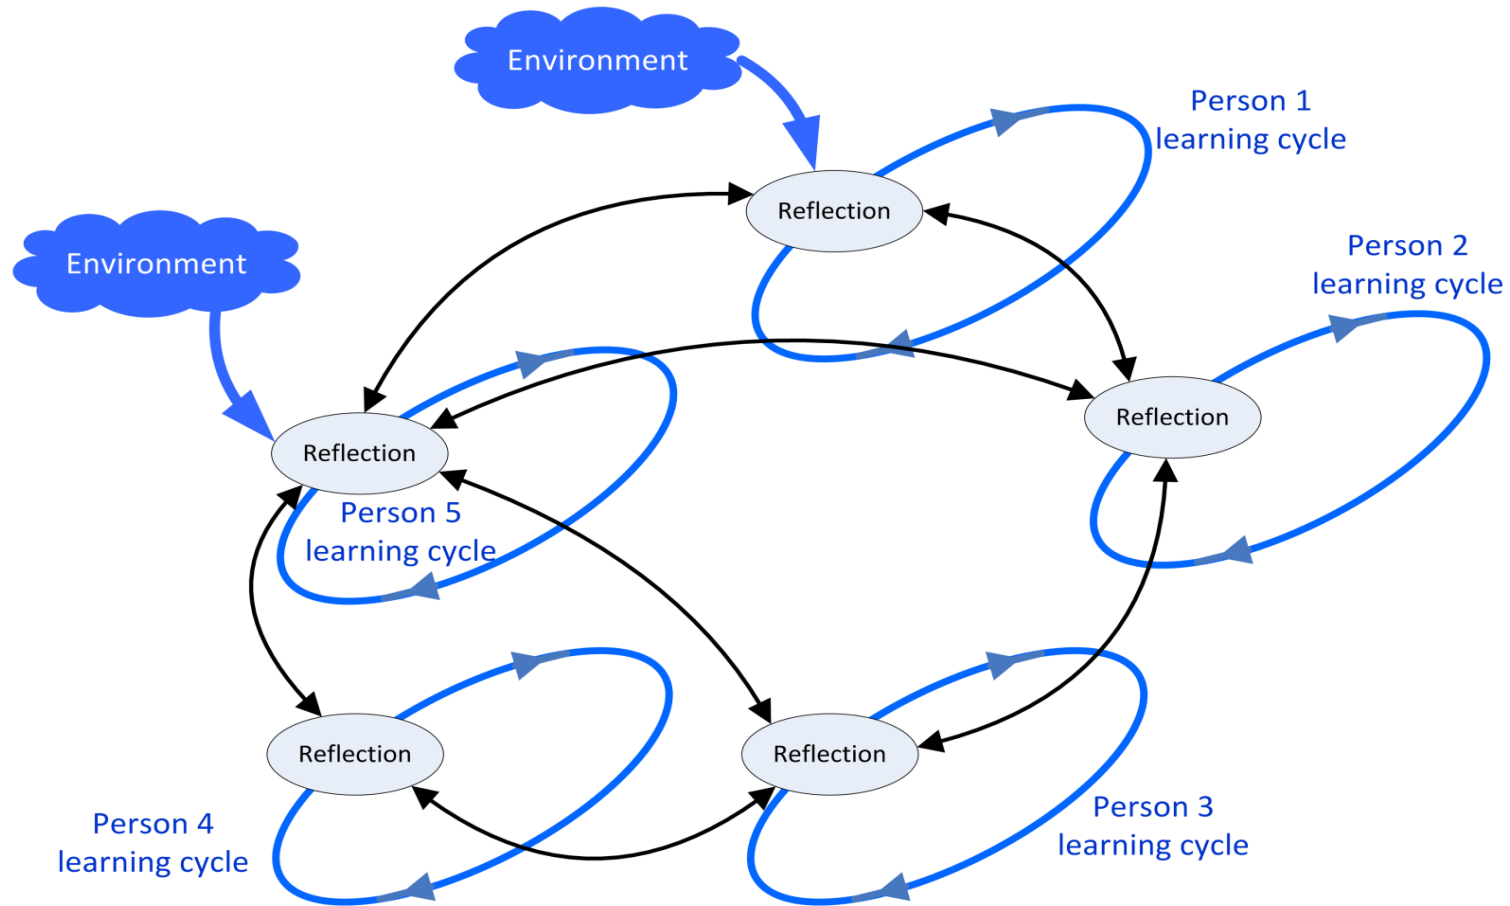 Environment
Person 1
learning cycle
Reflection
Environment
Person 2
learning cycle
Reflection
Reflection
Person 5
learning cycle
Reflection
Reflection
Person 4
learning cycle
Person 3
learning cycle